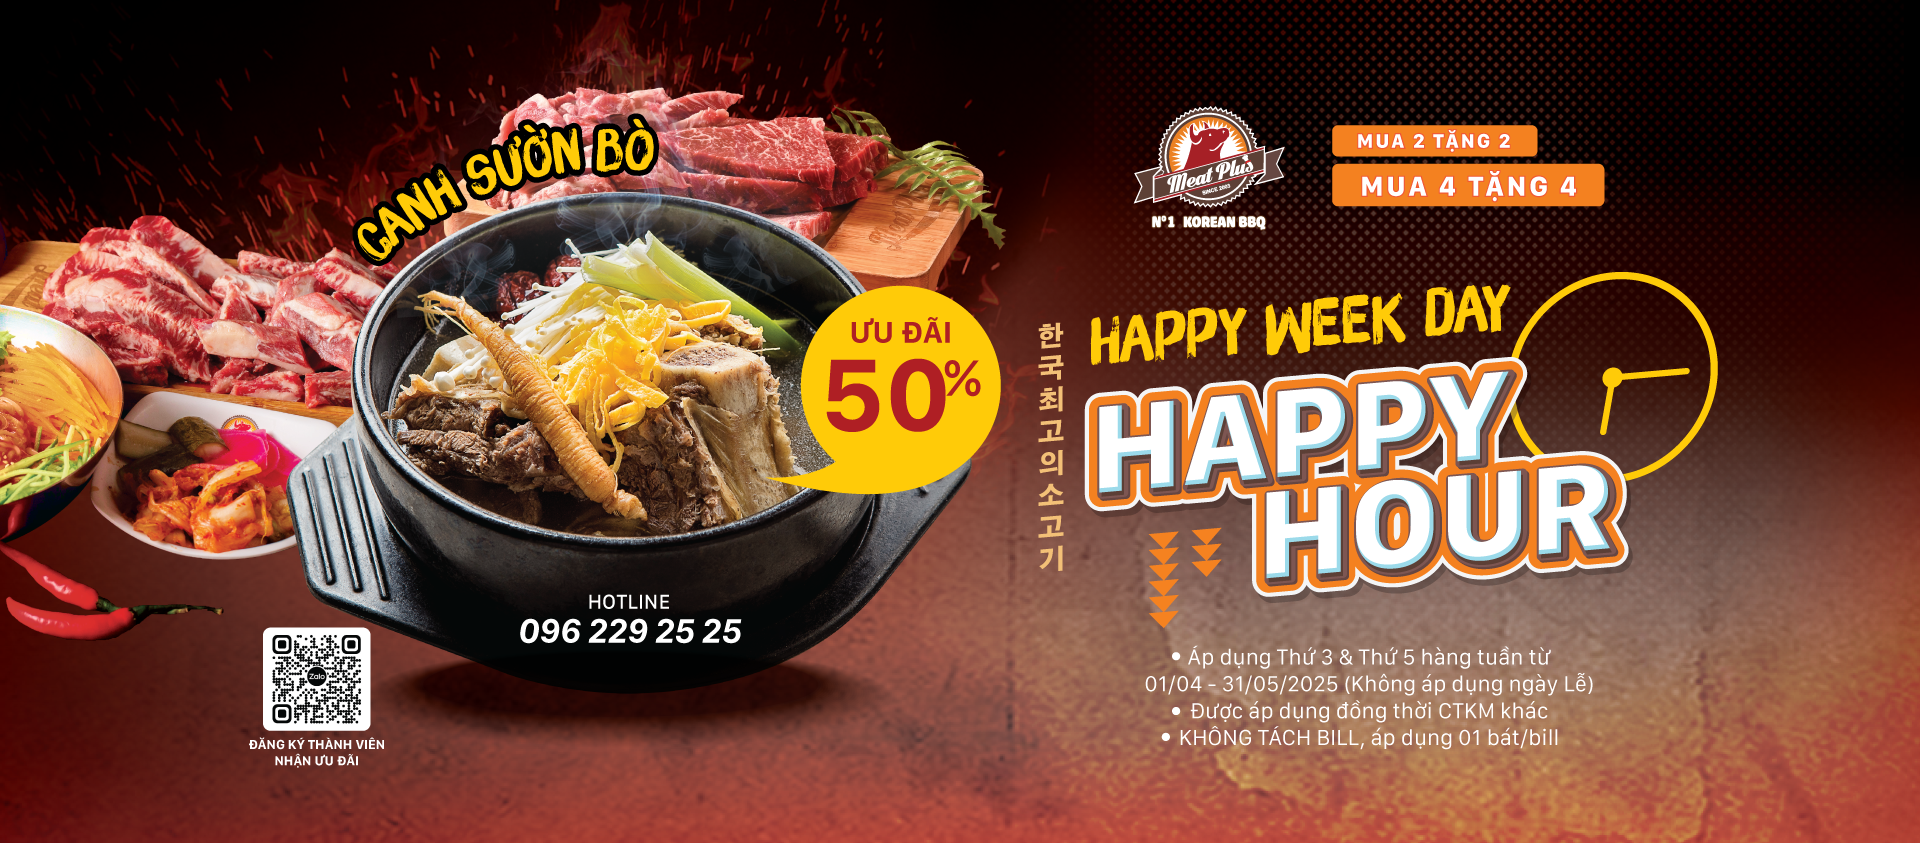 CANH SƯỜN BÒ
ƯU ĐÃI
50%
HOTLINE
096 229 25 25
Zalo
ĐĂNG KÝ THÀNH VIÊN
NHẬN ƯU ĐÃI
한국최고의소고기
Meat Plus
SINCE 2003
Nº1 KOREAN BBQ
MUA 2 TẶNG 2
MUA 4 TẶNG 4
HAPPY WEEK DAY
HAPPY
HOUR
• Áp dụng Thứ 3 & Thứ 5 hàng tuần từ
01/04 - 31/05/2025 (Không áp dụng ngày Lễ)
• Được áp dụng đồng thời CTKM khác
• KHÔNG TÁCH BILL, áp dụng 01 bát/bill